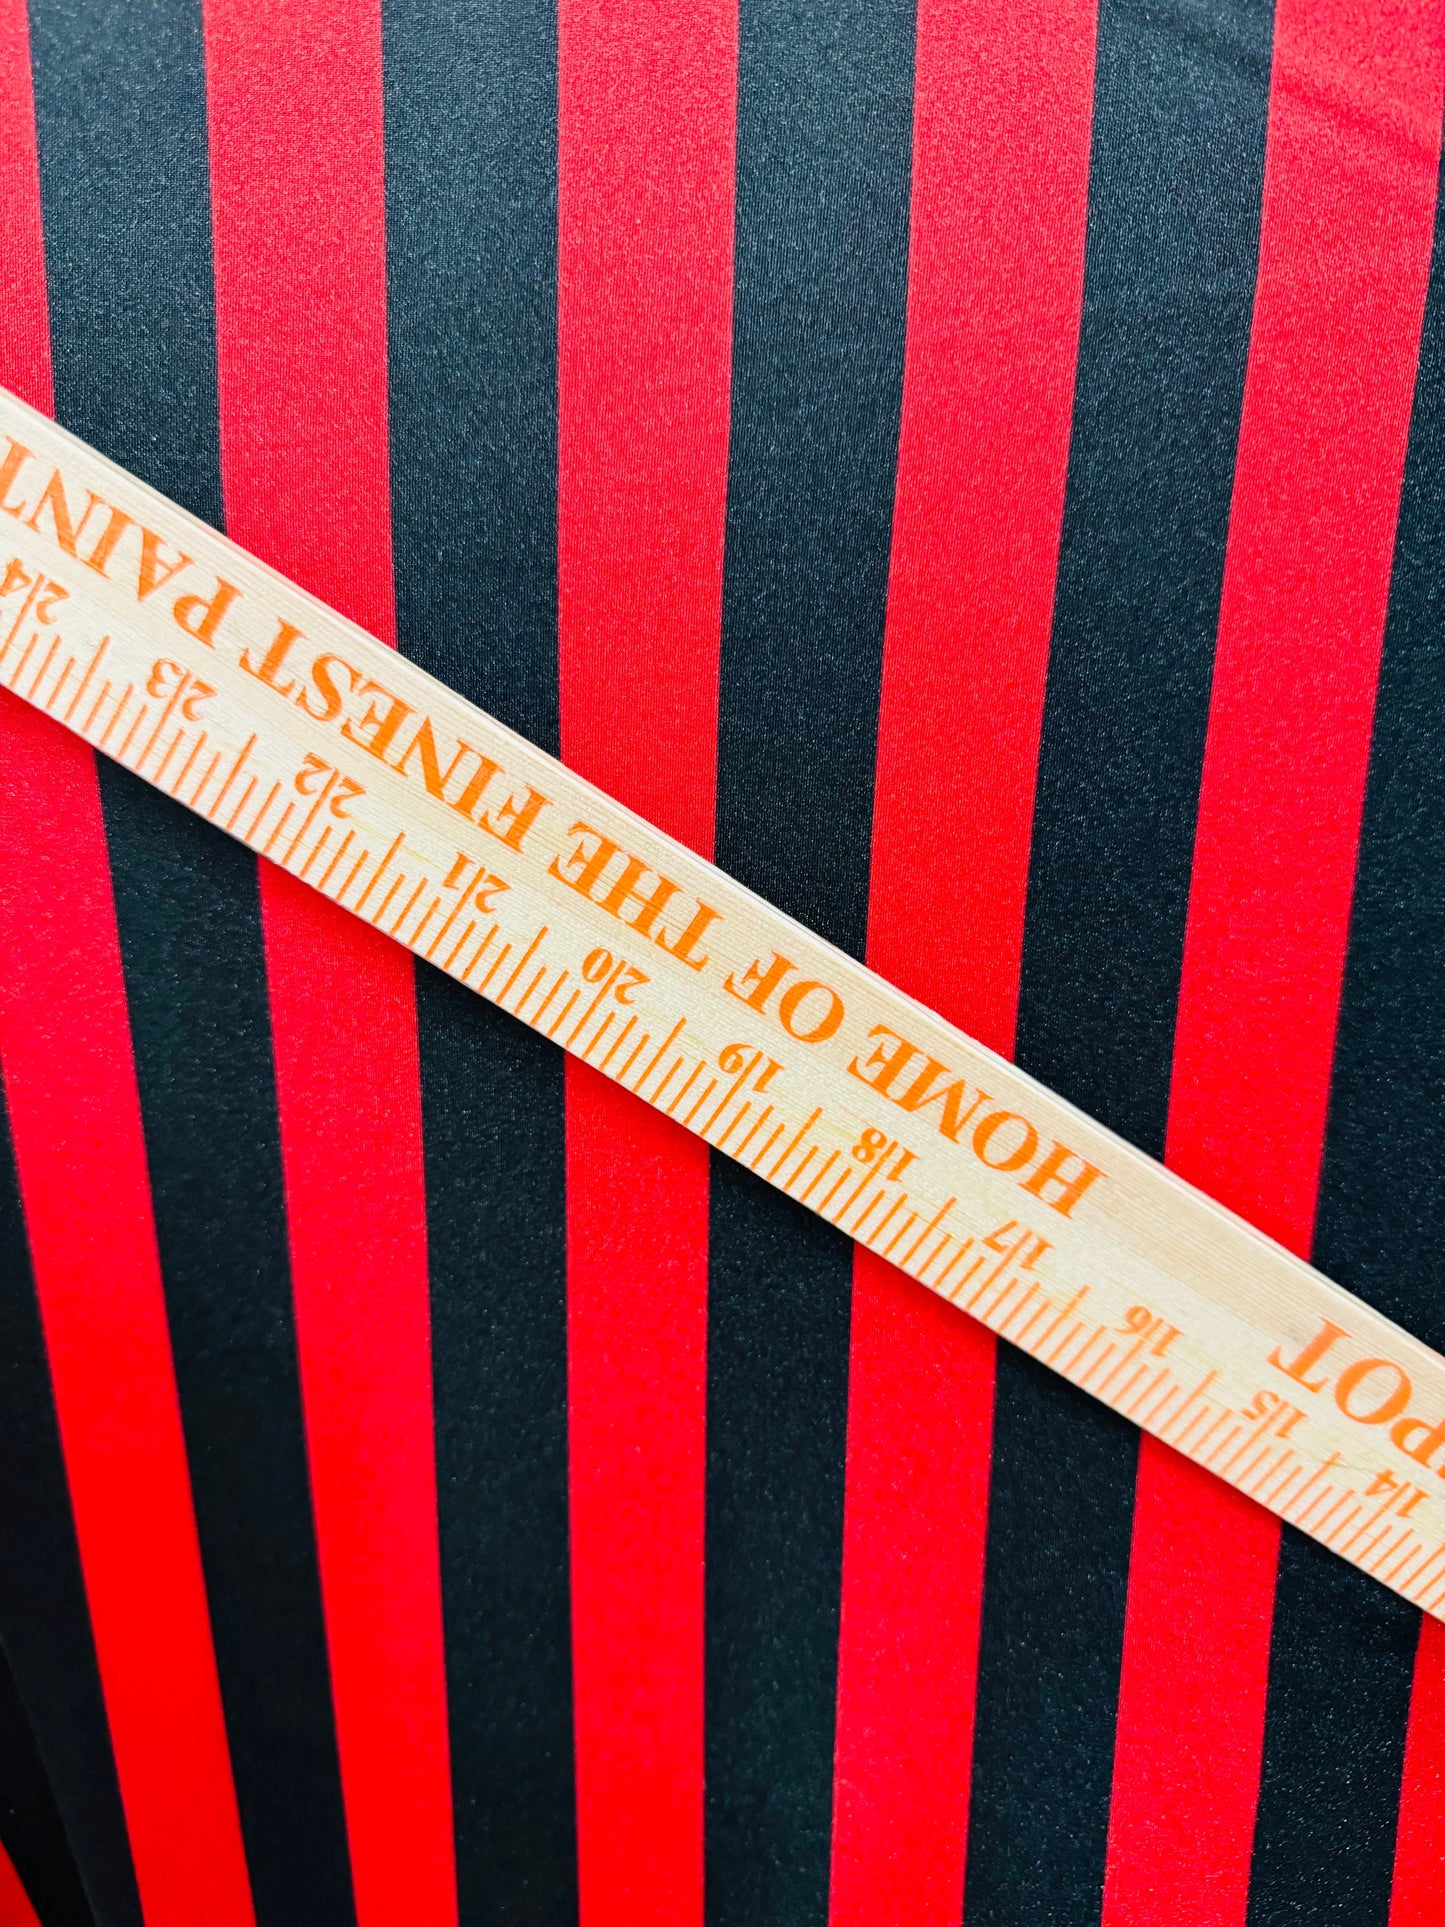 POT HOME OF THE FINEST PAINT
14 15 16 17 18 19 20 21 22 23 24